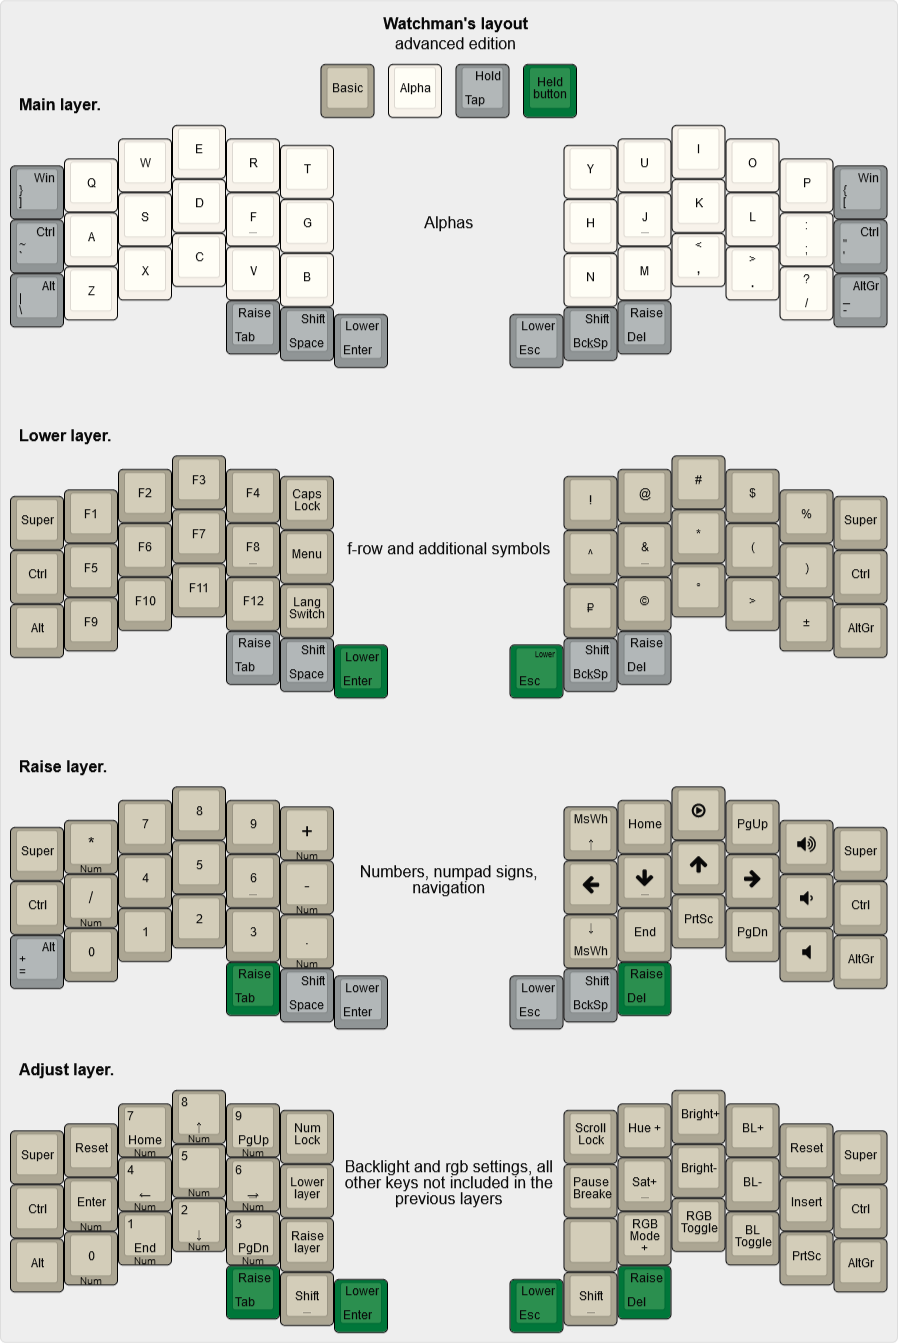 Watchman's layout
advanced edition
Basic
Alpha
Hold
Tap
Held
button
Main layer.
Win
}
]
Q
W
E
R
T
Y
U
I
O
P
Win
{
[
Ctrl
~
`
A
S
D
F
_
G
Alphas
H
J
_
K
L
:
;
Ctrl
"
'
Alt
|
\
Z
X
C
V
B
N
M
<
,
>
.
?
/
AltGr
_
-
Raise
Tab
Shift
Space
Lower
Enter
Lower
Esc
Shift
BckSp
Raise
Del
Lower layer.
Super
F1
F2
F3
F4
Caps
Lock
!
@
#
$
%
Super
Ctrl
F5
F6
F7
F8
_
Menu
f-row and additional symbols
^
&
_
*
(
)
Ctrl
Alt
F9
F10
F11
F12
Lang
Switch
₽
©
°
>
±
AltGr
Raise
Tab
Shift
Space
Lower
Enter
Lower
Esc
Shift
BckSp
Raise
Del
Raise layer.
Super
*
Num
7
8
9
+
Num
MsWh
↑
Home
PgUp
Super
Ctrl
/
Num
4
5
6
_
-
Num
Numbers, numpad signs,
navigation
←
↓
_
↑
→
Ctrl
Alt
+
=
0
1
2
3
.
Num
↓
MsWh
End
PrtSc
PgDn
AltGr
Raise
Tab
Shift
Space
Lower
Enter
Lower
Esc
Shift
BckSp
Raise
Del
Adjust layer.
Super
Reset
7
Home
Num
8
↑
Num
9
PgUp
Num
Num
Lock
Scroll
Lock
Hue +
Bright+
BL+
Reset
Super
Ctrl
Enter
Num
4
←
Num
5
Num
6
→
Num
Lower
layer
Backlight and rgb settings, all
other keys not included in the
previous layers
Pause
Breake
Sat+
_
Bright-
BL-
Insert
Ctrl
Alt
0
Num
1
End
Num
2
↓
Num
3
PgDn
Num
Raise
layer
RGB
Mode
+
RGB
Toggle
BL
Toggle
PrtSc
AltGr
Raise
Tab
Shift
_
Lower
Enter
Lower
Esc
Shift
_
Raise
Del